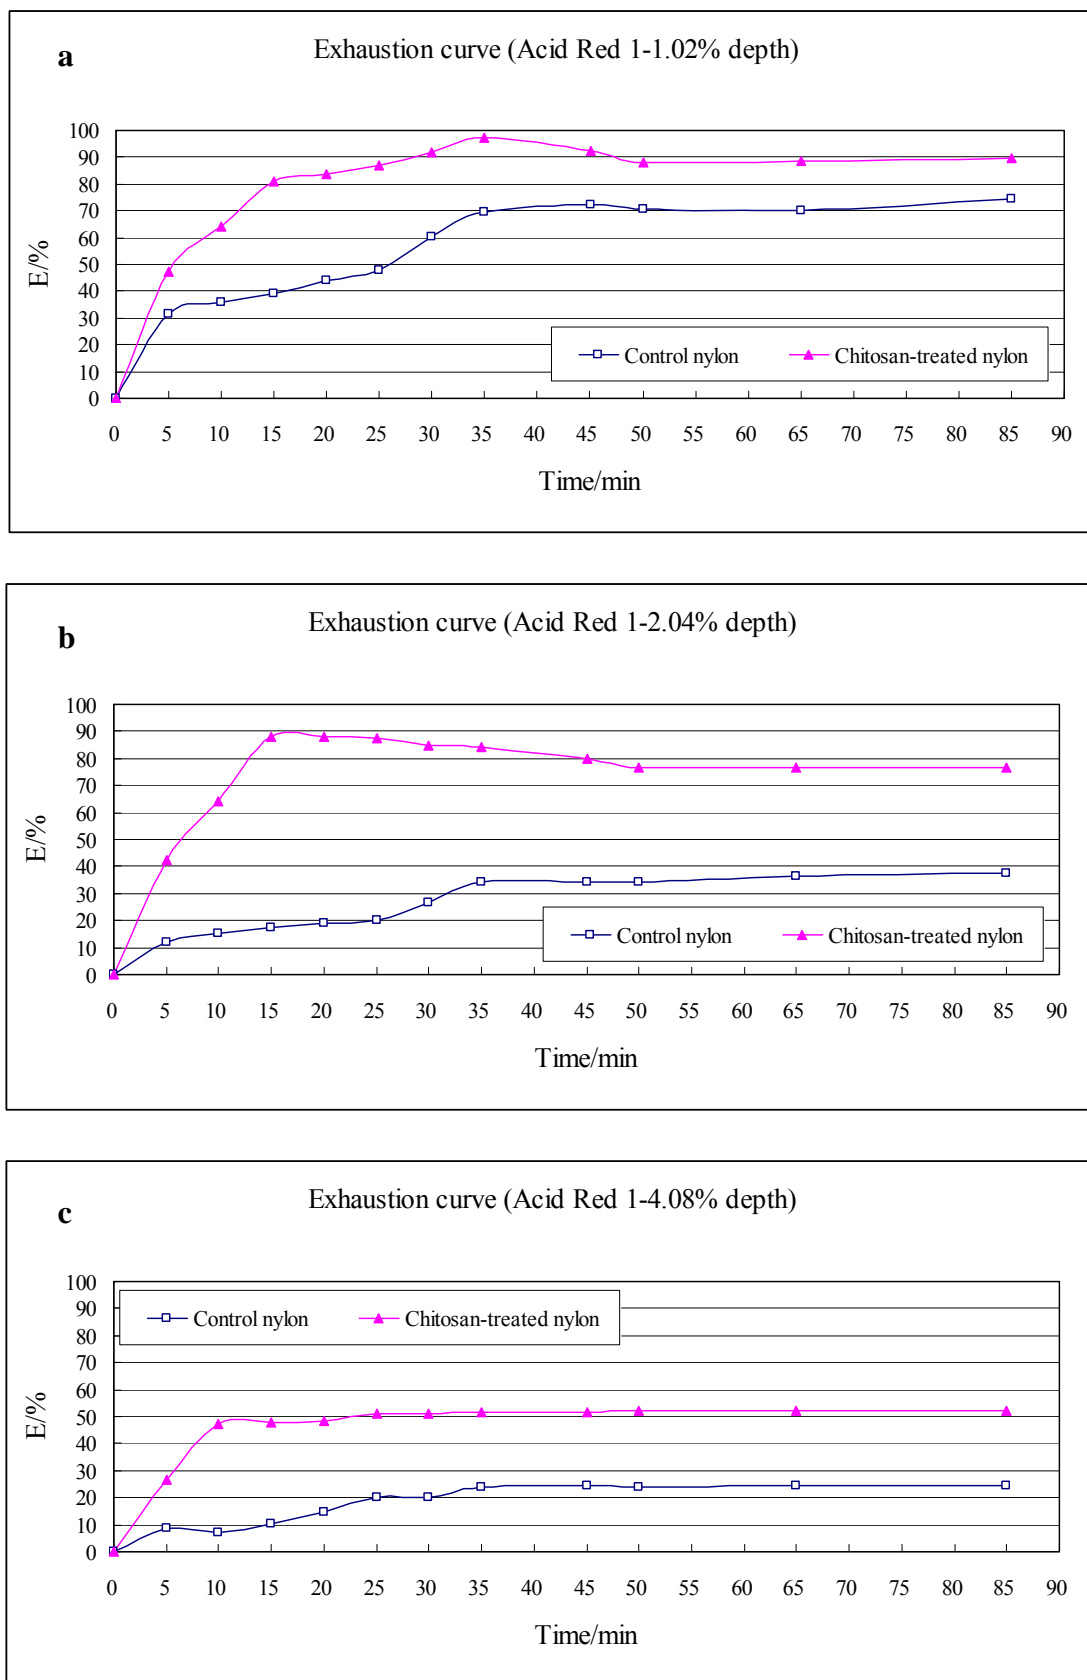 a
Exhaustion curve (Acid Red 1-1.02% depth)
100
90
80
70
60
50
40
30
20
10
0
E/%
Control nylon Chitosan-treated nylon
0 5 10 15 20 25 30 35 40 45 50 55 60 65 70 75 80 85 90
Time/min
Exhaustion curve (Acid Red 1-2.04% depth)
b
100
90
80
70
60
50
40
30
20
10
0
E/%
Control nylon Chitosan-treated nylon
0 5 10 15 20 25 30 35 40 45 50 55 60 65 70 75 80 85 90
Time/min
Exhaustion curve (Acid Red 1-4.08% depth)
c
100
90
80
70
60
50
40
30
20
10
0
E/%
Control nylon Chitosan-treated nylon
0 5 10 15 20 25 30 35 40 45 50 55 60 65 70 75 80 85 90
Time/min